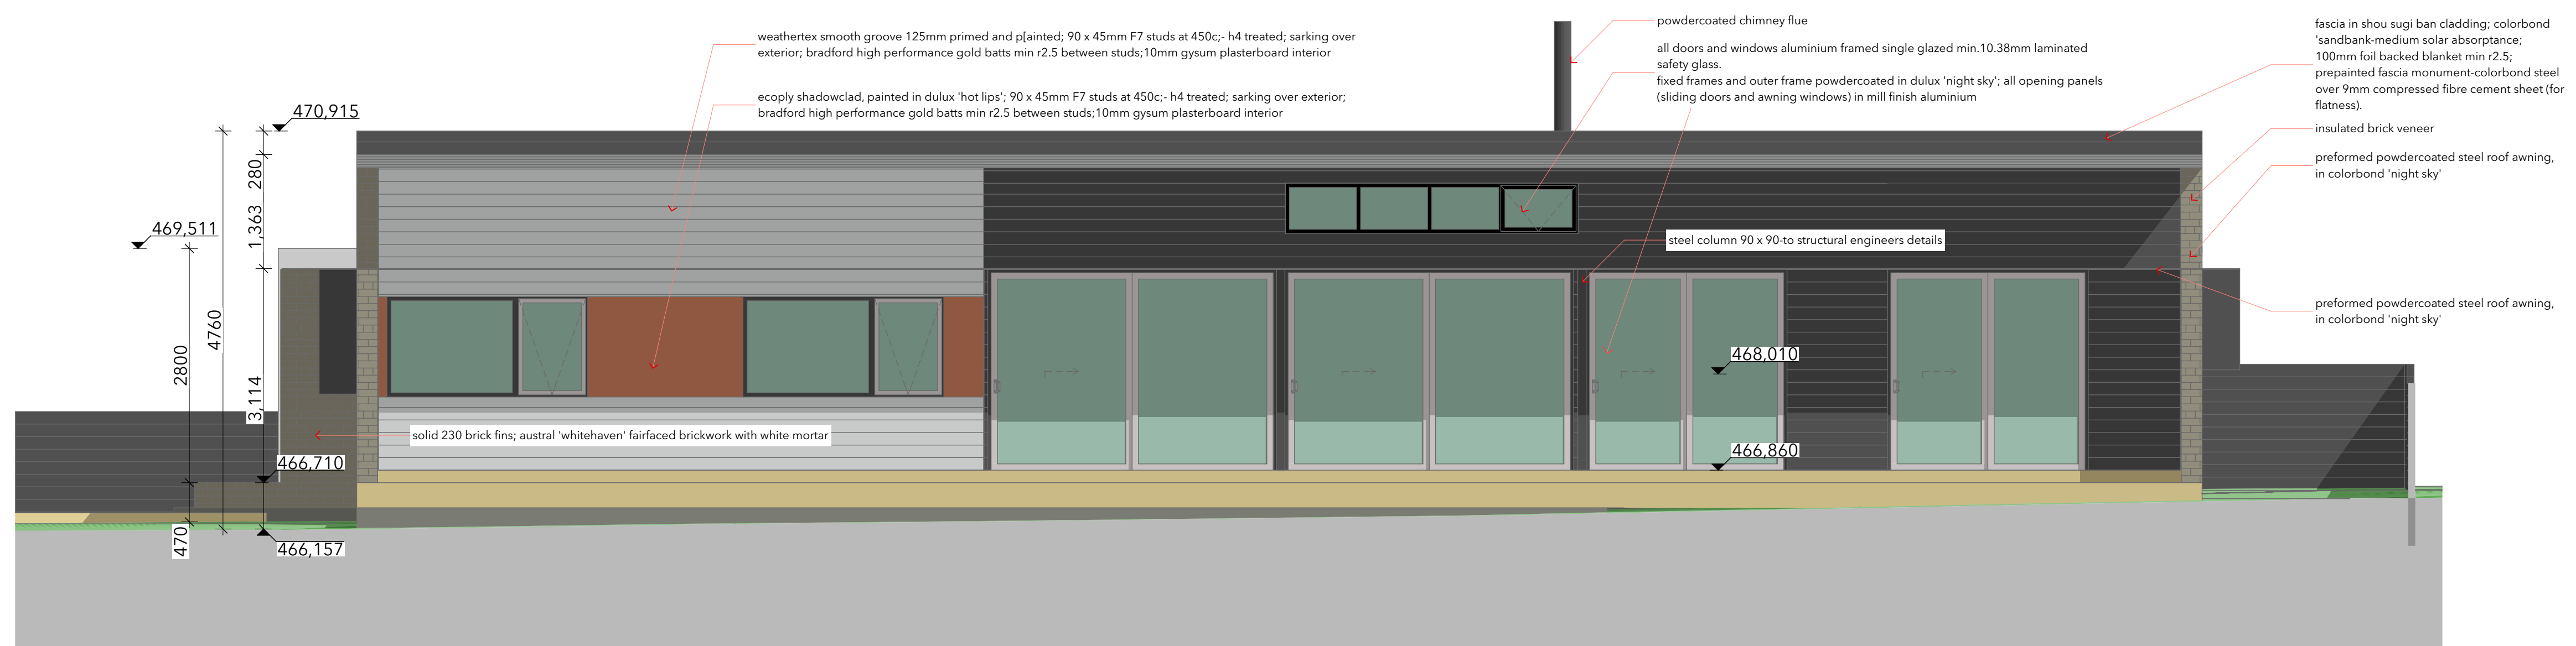 weathertex smooth groove 125mm primed and p[ainted; 90 x 45mm F7 studs at 450c;- h4 treated; sarking over
exterior; bradford high performance gold batts min r2.5 between studs;10mm gysum plasterboard interior
ecoply shadowclad, painted in dulux 'hot lips'; 90 x 45mm F7 studs at 450c;- h4 treated; sarking over exterior;
bradford high performance gold batts min r2.5 between studs;10mm gysum plasterboard interior
powdercoated chimney flue
all doors and windows aluminium framed single glazed min.10.38mm laminated
safety glass.
fixed frames and outer frame powdercoated in dulux 'night sky'; all opening panels
(sliding doors and awning windows) in mill finish aluminium
fascia in shou sugi ban cladding; colorbond
'sandbank-medium solar absorptance;
100mm foil backed blanket min r2.5;
prepainted fascia monument-colorbond steel
over 9mm compressed fibre cement sheet (for
flatness).
insulated brick veneer
preformed powdercoated steel roof awning,
in colorbond 'night sky'
steel column 90 x 90-to structural engineers details
preformed powdercoated steel roof awning,
in colorbond 'night sky'
470,915
469,511
280
1,363
4760
2800
3,114
468,010
466,860
solid 230 brick fins; austral 'whitehaven' fairfaced brickwork with white mortar
466,710
470
466,157